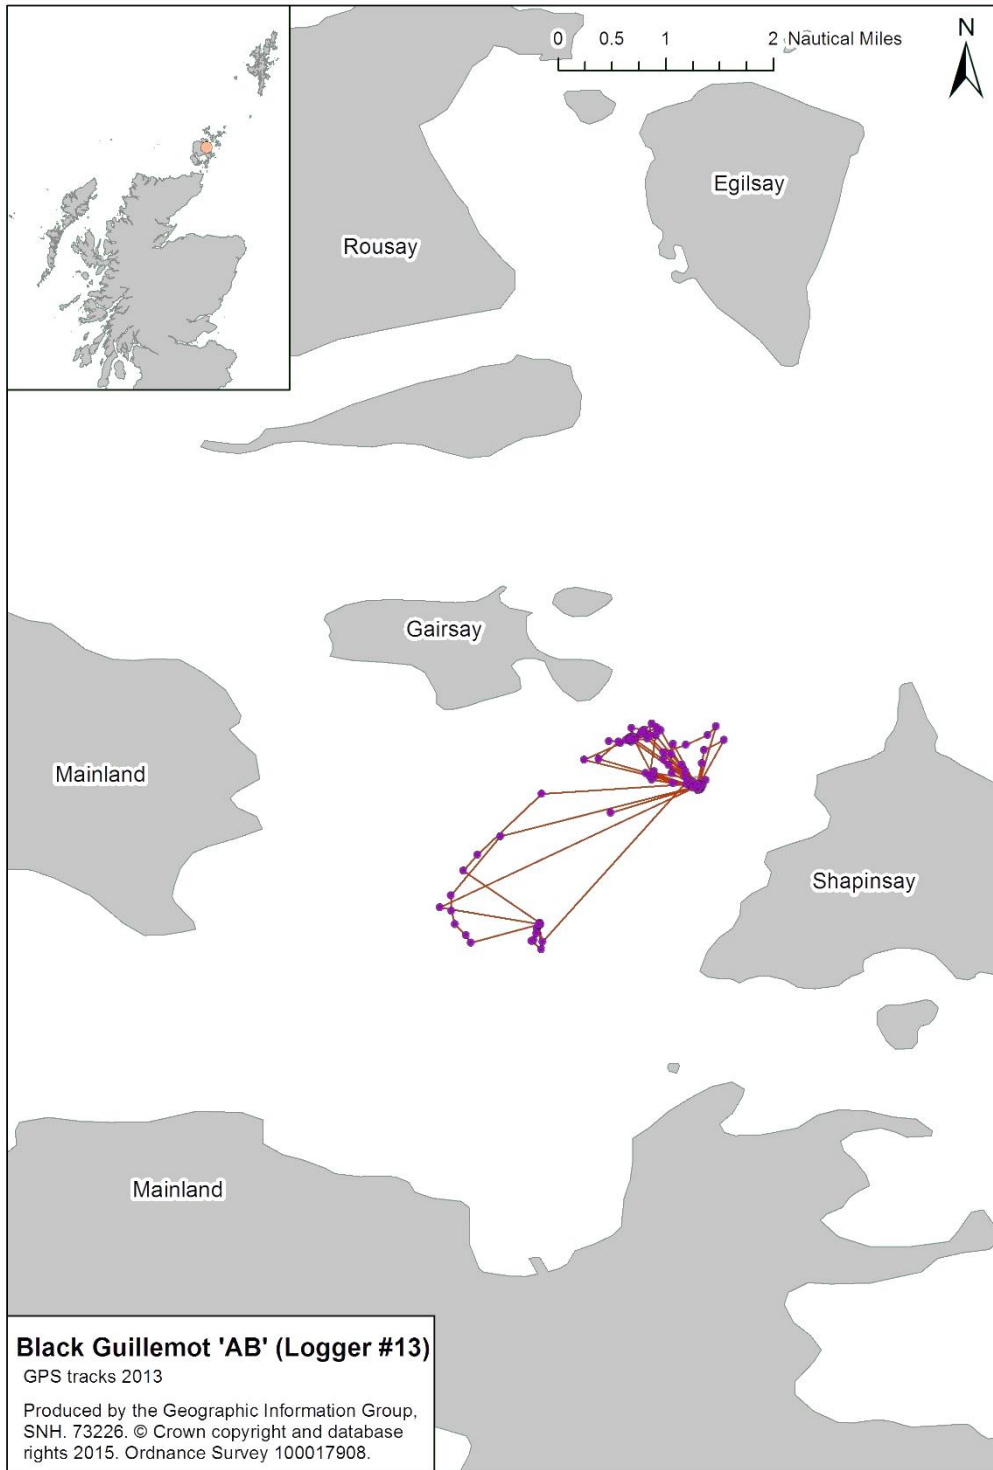 N
0 0.5 1 2 Nautical Miles
Egilsay
Rousay
Gairsay
Mainland
Shapinsay
Mainland
Black Guillemot 'AB' (Logger #13)
GPS tracks 2013
Produced by the Geographic Information Group,
SNH. 73226. © Crown copyright and database
rights 2015. Ordnance Survey 100017908.